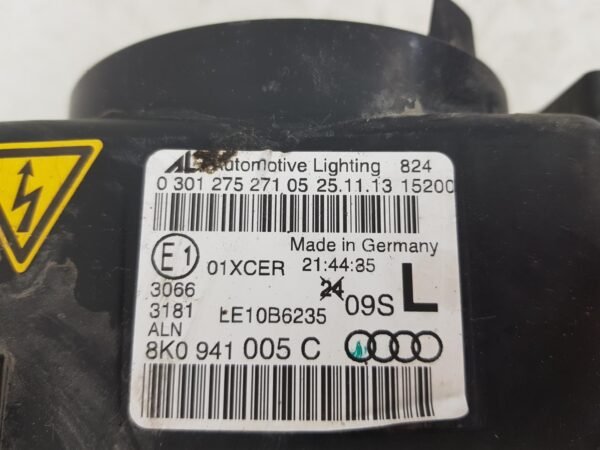 AL Automotive Lighting 824
0 301 275 271 05 25.11.13 15200
Made in Germany
E1 01XCER 21:44:35
3066 24 09S L
3181 LE10B6235
ALN
8K0 941 005 C